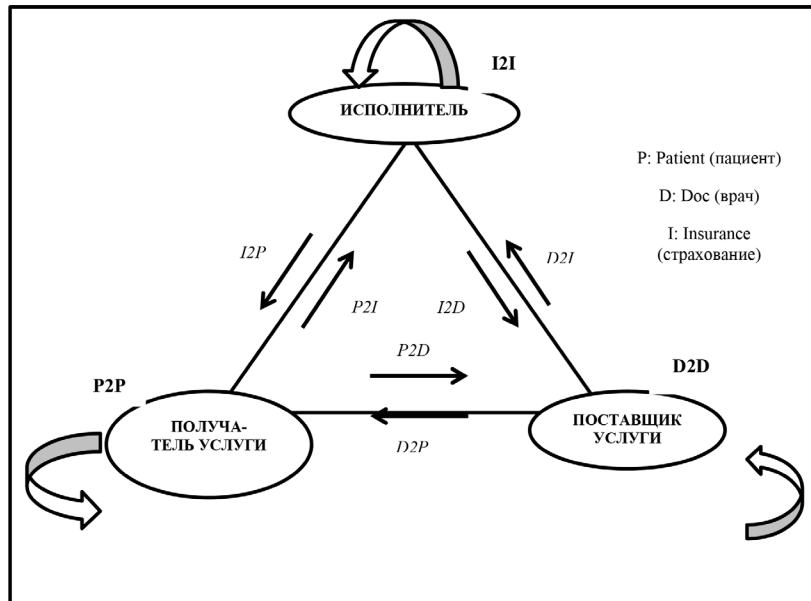 I2I
ИСПОЛНИТЕЛЬ
P: Patient (пациент)
D: Doc (врач)
I: Insurance
(страхование)
I2P
D2I
P2I
I2D
P2D
P2P
D2D
ПОЛУЧА-
ТЕЛЬ УСЛУГИ
ПОСТАВЩИК
УСЛУГИ
D2P